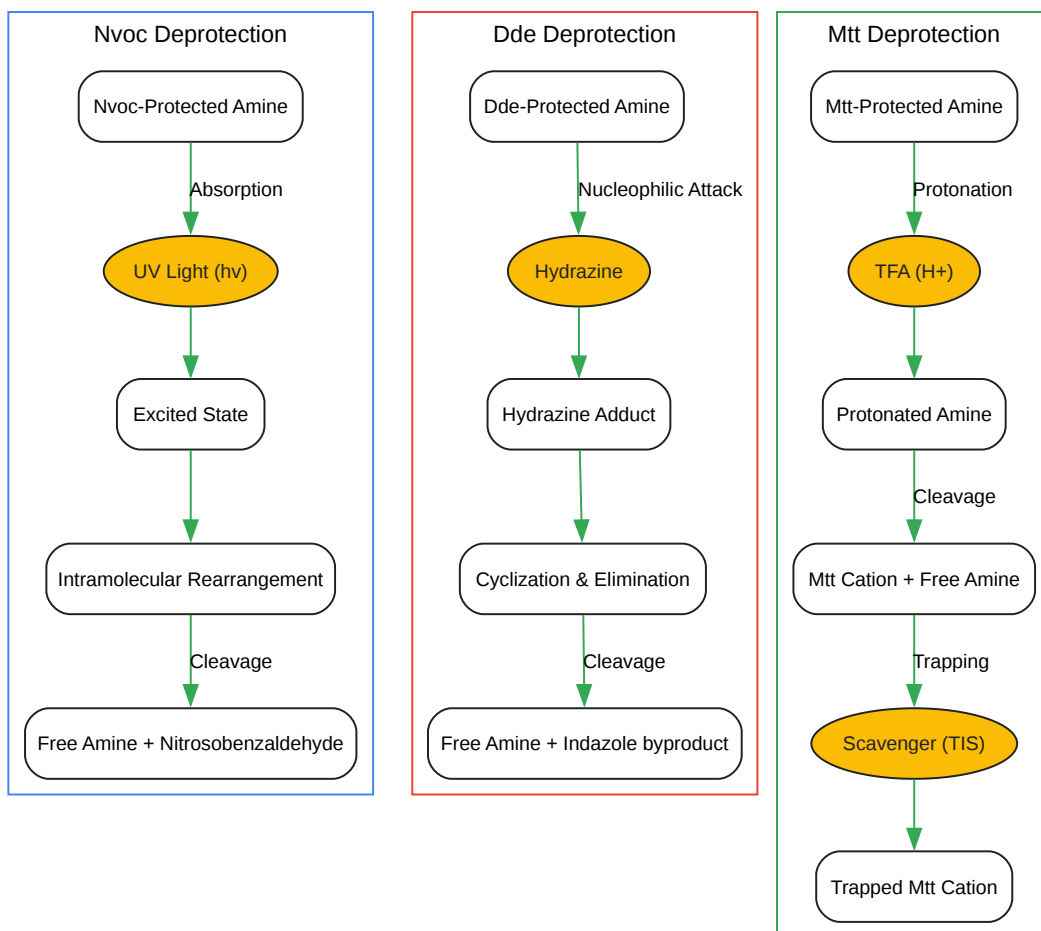 Nvoc Deprotection
Nvoc-Protected Amine
Absorption
UV Light (hv)
Excited State
Intramolecular Rearrangement
Cleavage
Free Amine + Nitrosobenzaldehyde
Dde Deprotection
Dde-Protected Amine
Nucleophilic Attack
Hydrazine
Hydrazine Adduct
Cyclization & Elimination
Cleavage
Free Amine + Indazole byproduct
Mtt Deprotection
Mtt-Protected Amine
Protonation
TFA (H+)
Protonated Amine
Cleavage
Mtt Cation + Free Amine
Trapping
Scavenger (TIS)
Trapped Mtt Cation